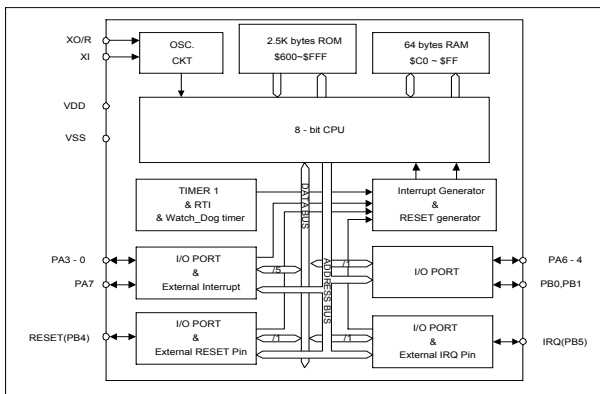 XO/R
XI
VDD
VSS
OSC.
CKT
2.5K bytes ROM
$600~$FFF
64 bytes RAM
$C0 ~ $FF
8 - bit CPU
TIMER 1
& RTI
& Watch_Dog timer
DATA BUS
ADDRESS BUS
Interrupt Generator
&
RESET generator
PA3 - 0
PA7
I/O PORT
&
External Interrupt
/5
/1
I/O PORT
PA6 - 4
PB0,PB1
RESET(PB4)
I/O PORT
&
External RESET Pin
/1
/1
I/O PORT
&
External IRQ Pin
IRQ(PB5)